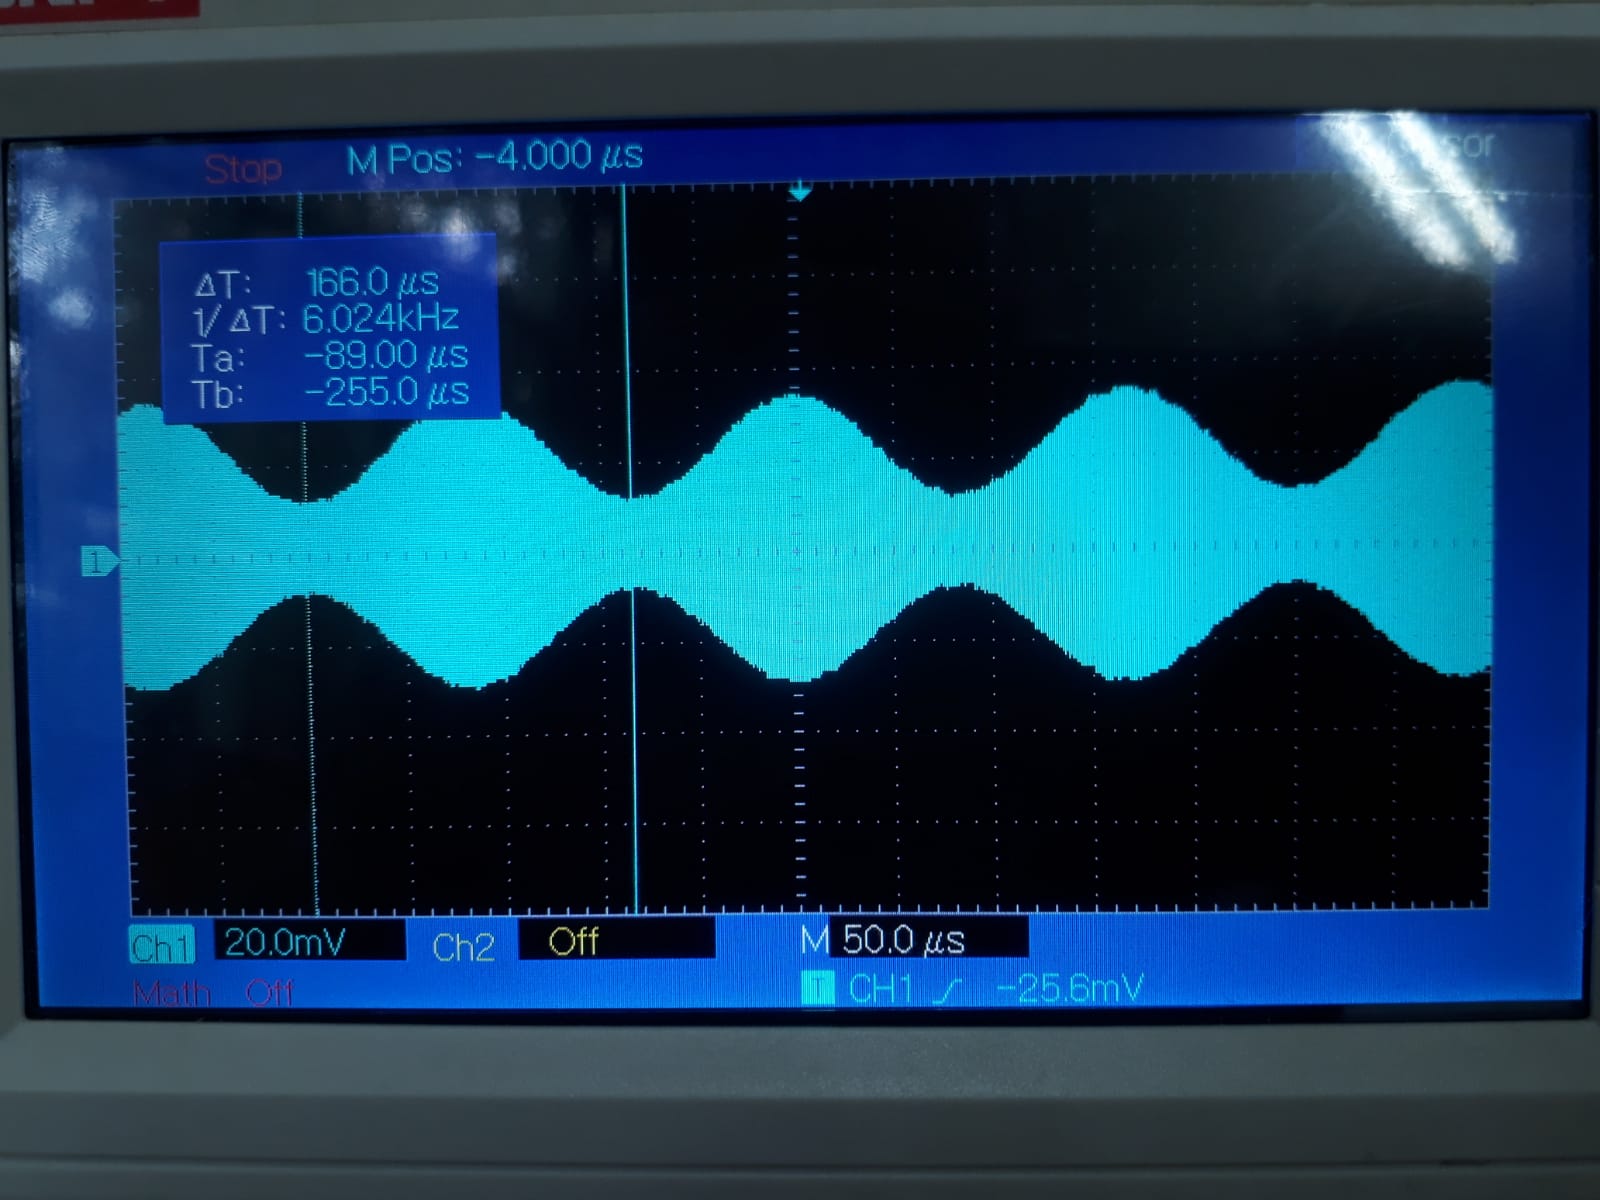 Stop M Pos: -4.000 μs
ΔT: 166.0 μs
1/ΔT: 6.024kHz
Ta: -89.00 μs
Tb: -255.0 μs
1
Ch1 20.0mV Ch2 Off M 50.0 μs
Math Off T CH1 -25.6mV